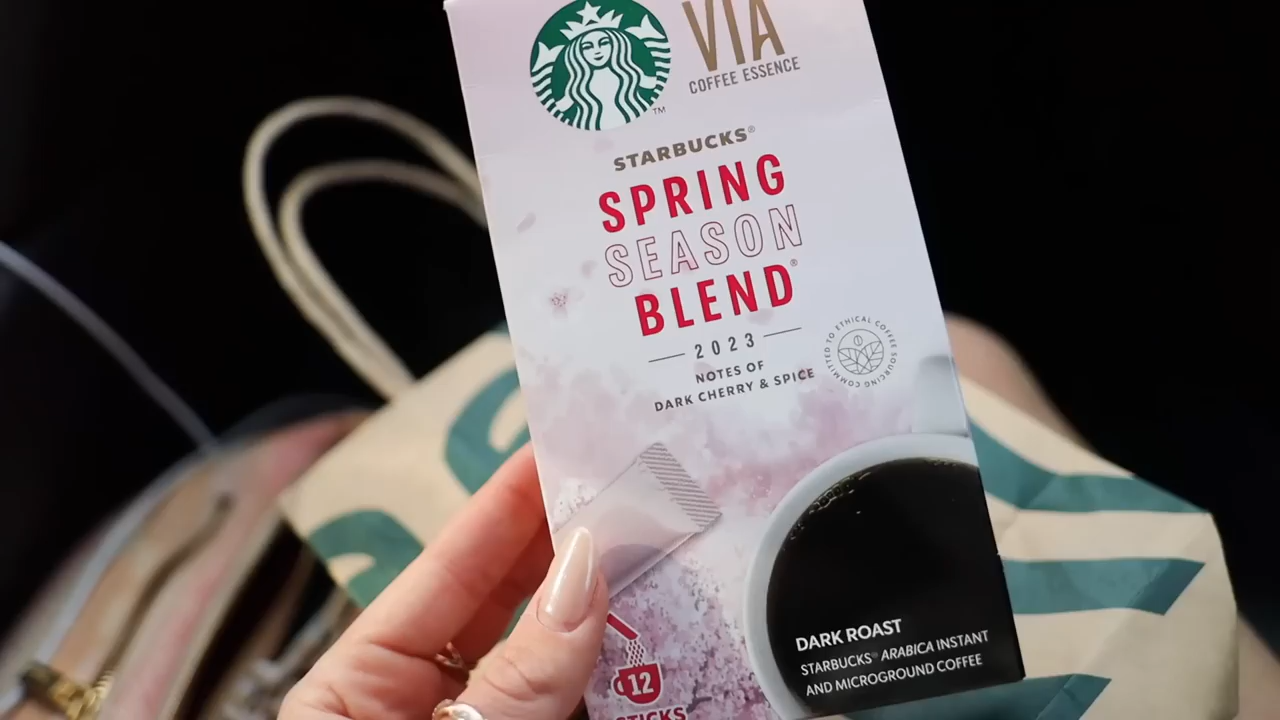 VIA
COFFEE ESSENCE
TM
STARBUCKS®
SPRING
SEASON
BLEND®
2023
NOTES OF
DARK CHERRY & SPICE
COMMITTED TO ETHICAL COFFEE SOURCING
DARK ROAST
STARBUCKS® ARABICA INSTANT
AND MICROGROUND COFFEE
12
STICKS